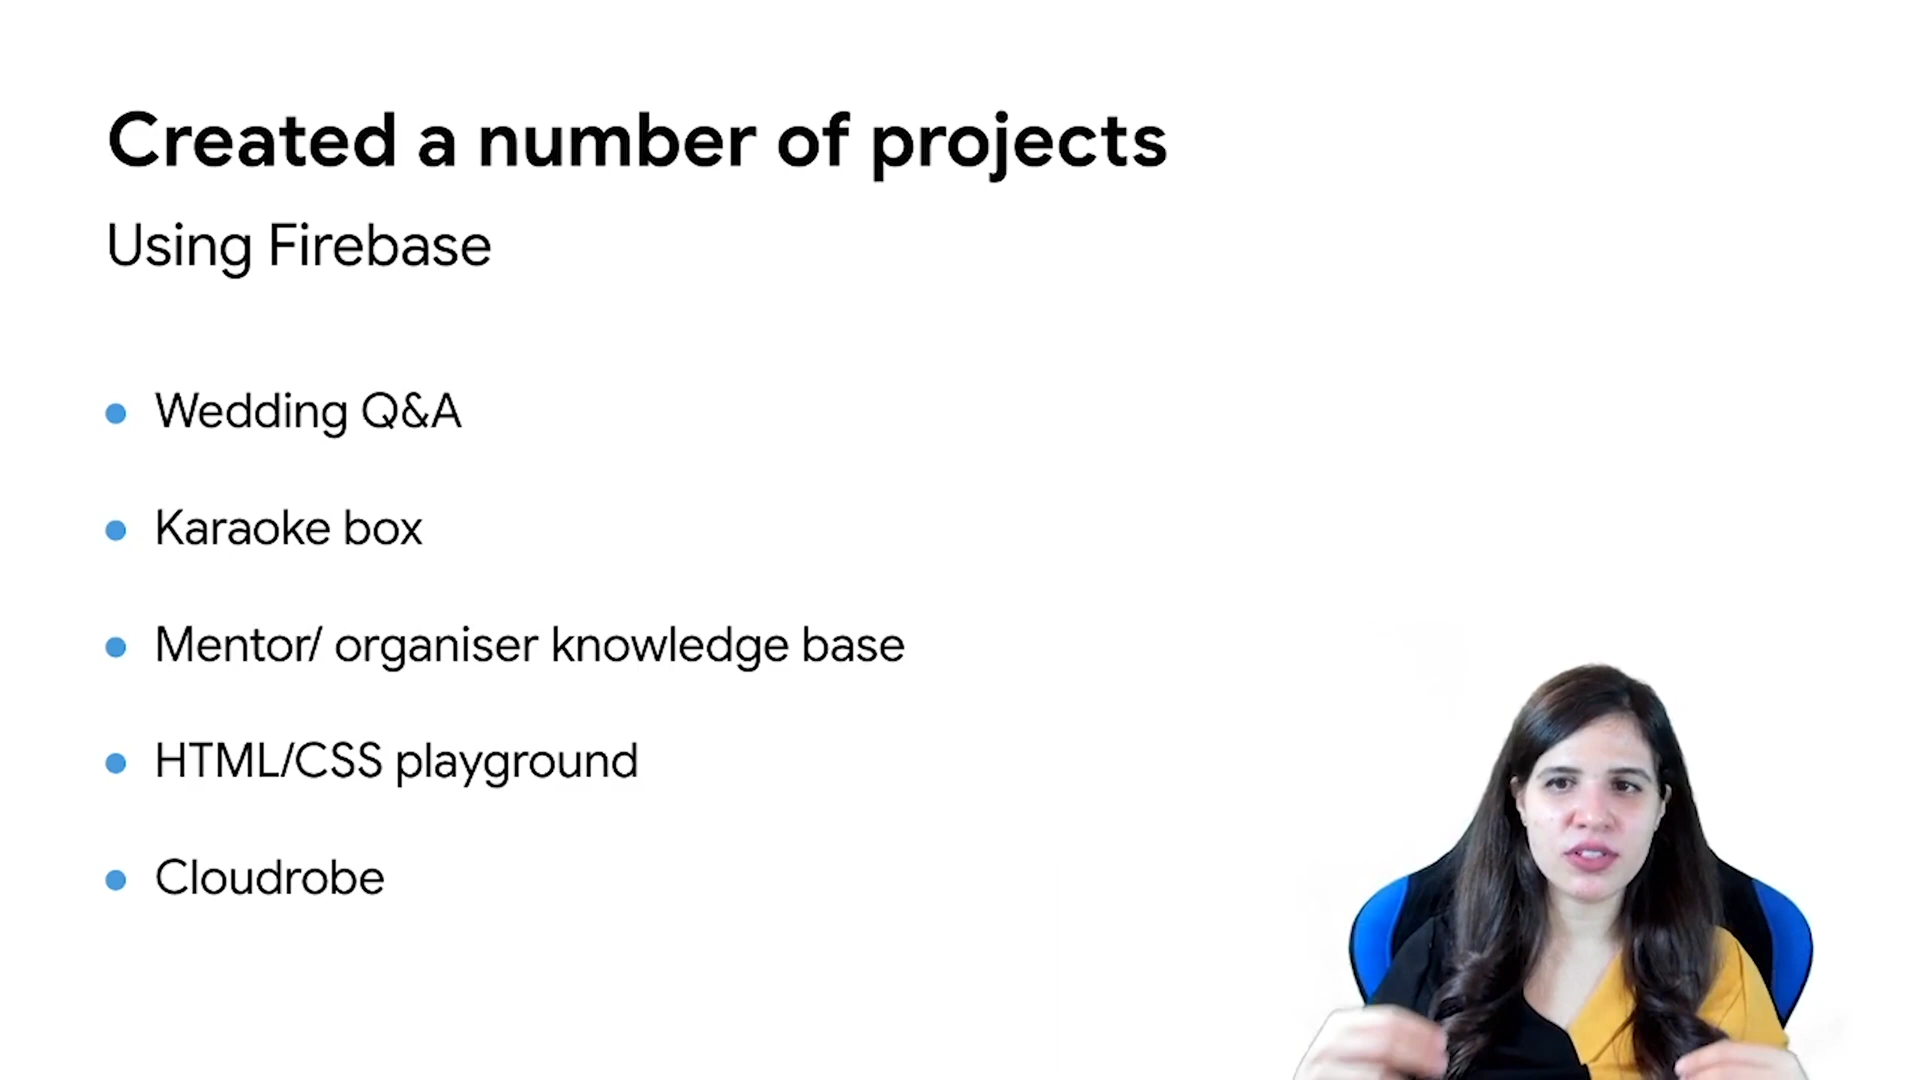 Created a number of projects
Using Firebase
Wedding Q&A
Karaoke box
Mentor/ organiser knowledge base
HTML/CSS playground
Cloudrobe